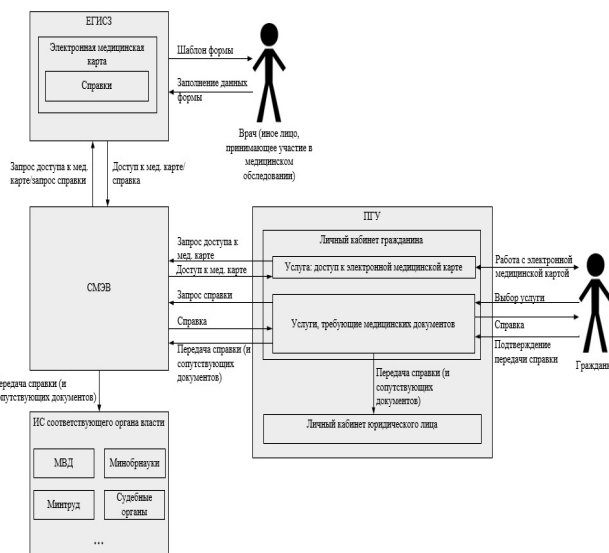 ЕГИСЗ
Электронная медицинская
карта
Справки
Шаблон формы
Заполнение данных
формы
Врач (иное лицо,
принимающее участие в
медицинском
обследовании)
Запрос доступа к мед.
карте/запрос справки
Доступ к мед. карте/
справка
СМЭВ
ПГУ
Личный кабинет гражданина
Услуга: доступ к электронной медицинской карте
Услуги, требующие медицинских документов
Запрос доступа к
мед. карте
Доступ к мед. карте
Запрос справки
Справка
Передача справки (и
сопутствующих
документов)
Работа с электронной
медицинской картой
Выбор услуги
Справка
Подтверждение
передачи справки
Граждани
Передача справки (и
сопутствующих
документов)
Личный кабинет юридического лица
ередача справки (и
опутствующих документов)
ИС соответствующего органа власти
МВД
Минобрнауки
Минтруд
Судебные
органы
...